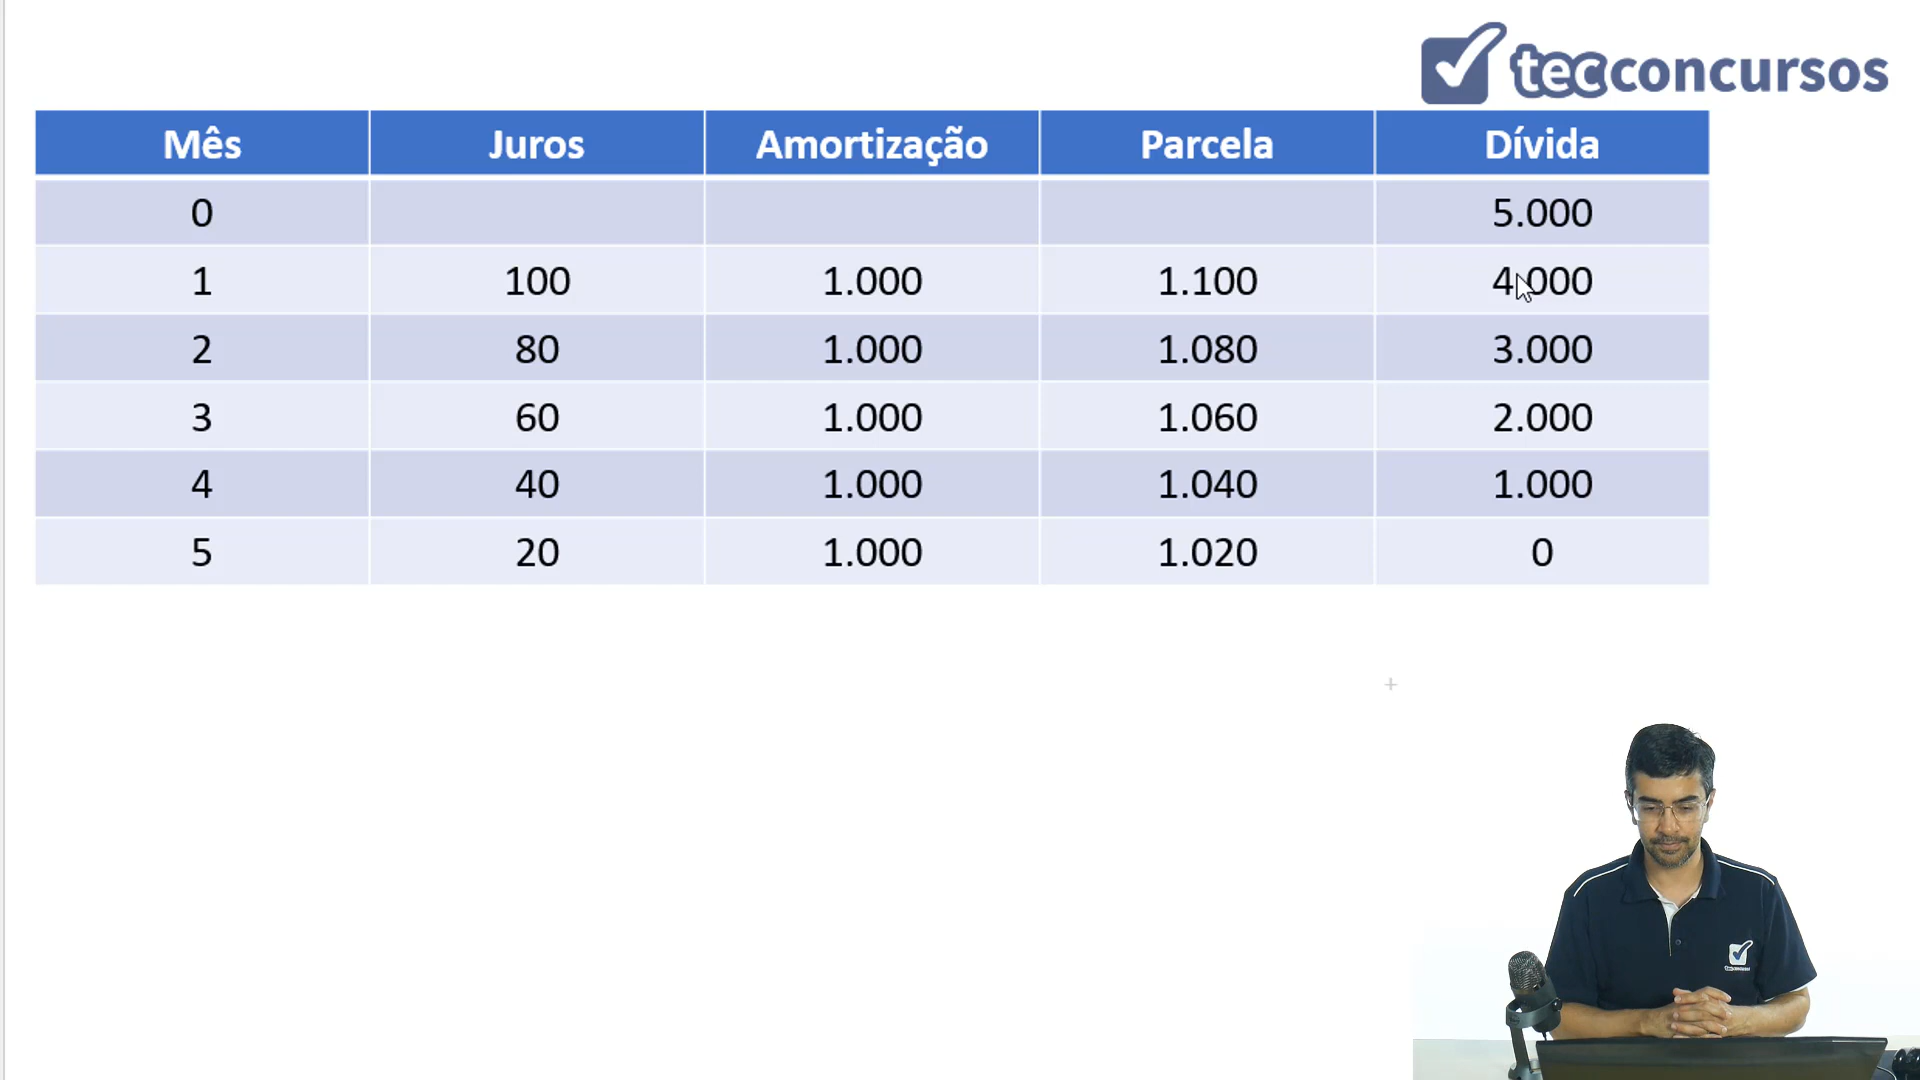 tecconcursos
Mês Juros Amortização Parcela Dívida
0 5.000
1 100 1.000 1.100 4.000
2 80 1.000 1.080 3.000
3 60 1.000 1.060 2.000
4 40 1.000 1.040 1.000
5 20 1.000 1.020 0